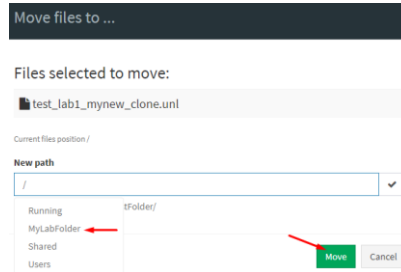 Move files to ...
Files selected to move:
test_lab1_mynew_clone.unl
Current files position /
New path
/
Running
tFolder/
MyLabFolder
Shared
Users
Move Cancel